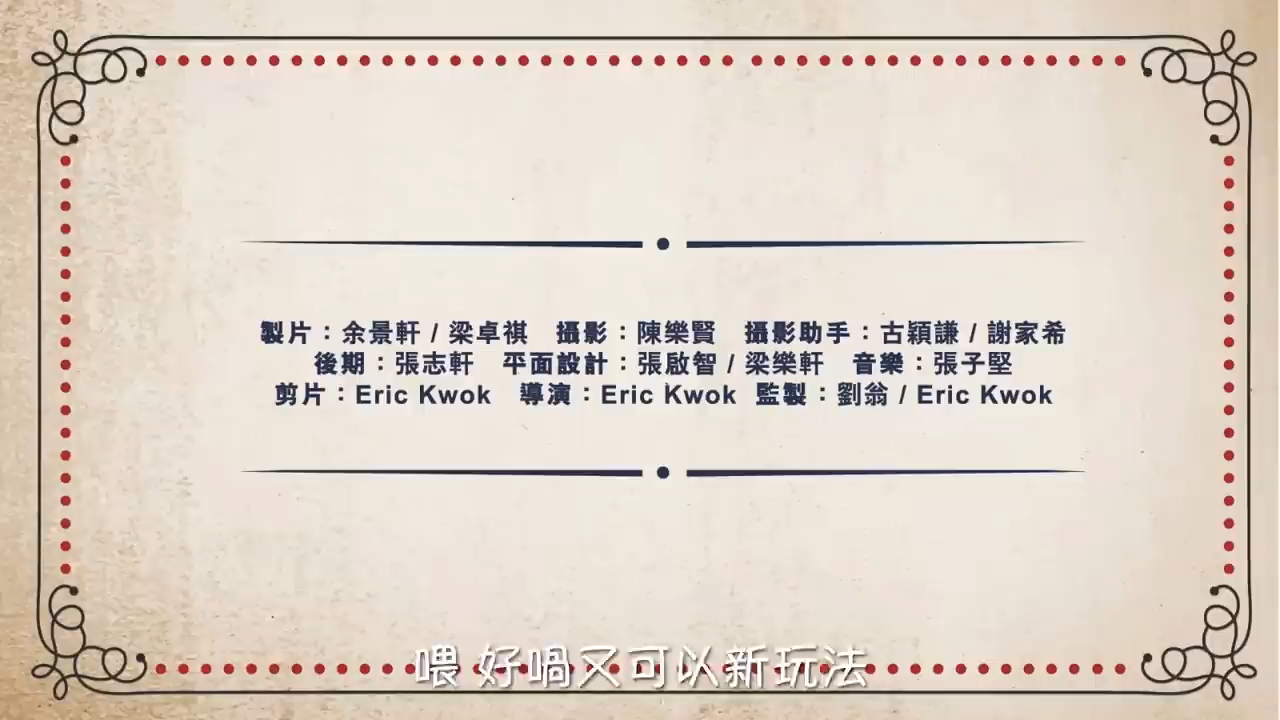 製片：余景軒 / 梁卓祺　攝影：陳樂賢　攝影助手：古穎謙 / 謝家希
後期：張志軒　平面設計：張啟智 / 梁樂軒　音樂：張子堅
剪片：Eric Kwok　導演：Eric Kwok　監製：劉翁 / Eric Kwok
喂 好喎又可以新玩法